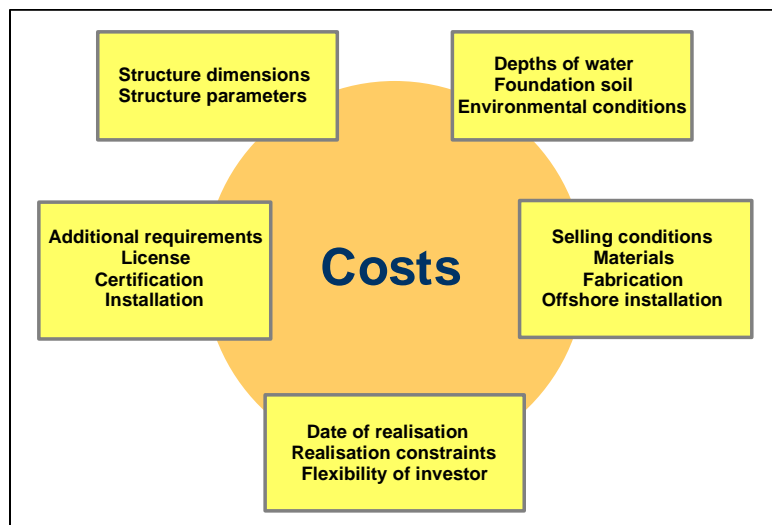 Structure dimensions
Structure parameters
Depths of water
Foundation soil
Environmental conditions
Additional requirements
License
Certification
Installation
Costs
Selling conditions
Materials
Fabrication
Offshore installation
Date of realisation
Realisation constraints
Flexibility of investor